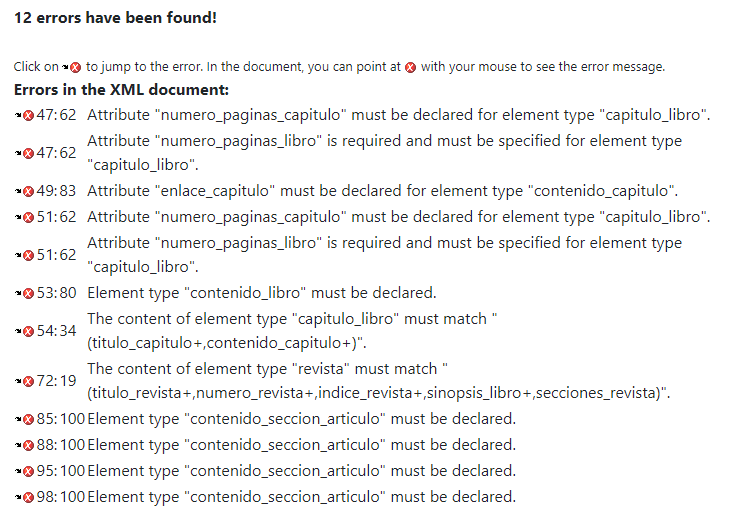 12 errors have been found!
Click on to jump to the error. In the document, you can point at with your mouse to see the error message.
Errors in the XML document:
47:62 Attribute "numero_paginas_capitulo" must be declared for element type "capitulo_libro".
47:62 Attribute "numero_paginas_libro" is required and must be specified for element type
"capitulo_libro".
49:83 Attribute "enlace_capitulo" must be declared for element type "contenido_capitulo".
51:62 Attribute "numero_paginas_capitulo" must be declared for element type "capitulo_libro".
51:62 Attribute "numero_paginas_libro" is required and must be specified for element type
"capitulo_libro".
53:80 Element type "contenido_libro" must be declared.
54:34 The content of element type "capitulo_libro" must match "
(titulo_capitulo+,contenido_capitulo+)".
72:19 The content of element type "revista" must match "
(titulo_revista+,numero_revista+,indice_revista+,sinopsis_libro+,secciones_revista)".
85:100 Element type "contenido_seccion_articulo" must be declared.
88:100 Element type "contenido_seccion_articulo" must be declared.
95:100 Element type "contenido_seccion_articulo" must be declared.
98:100 Element type "contenido_seccion_articulo" must be declared.